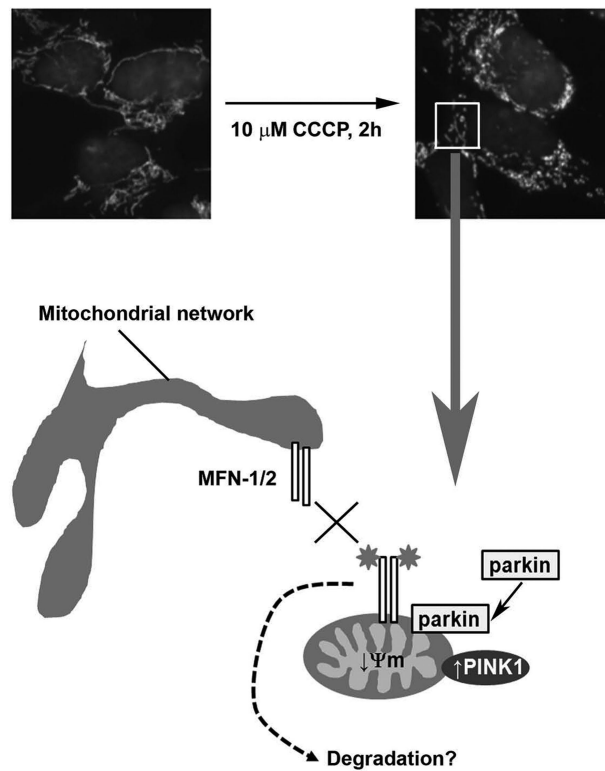 10 μM CCCP, 2h
Mitochondrial network
MFN-1/2
parkin
parkin
↓Ψm
↑PINK1
Degradation?